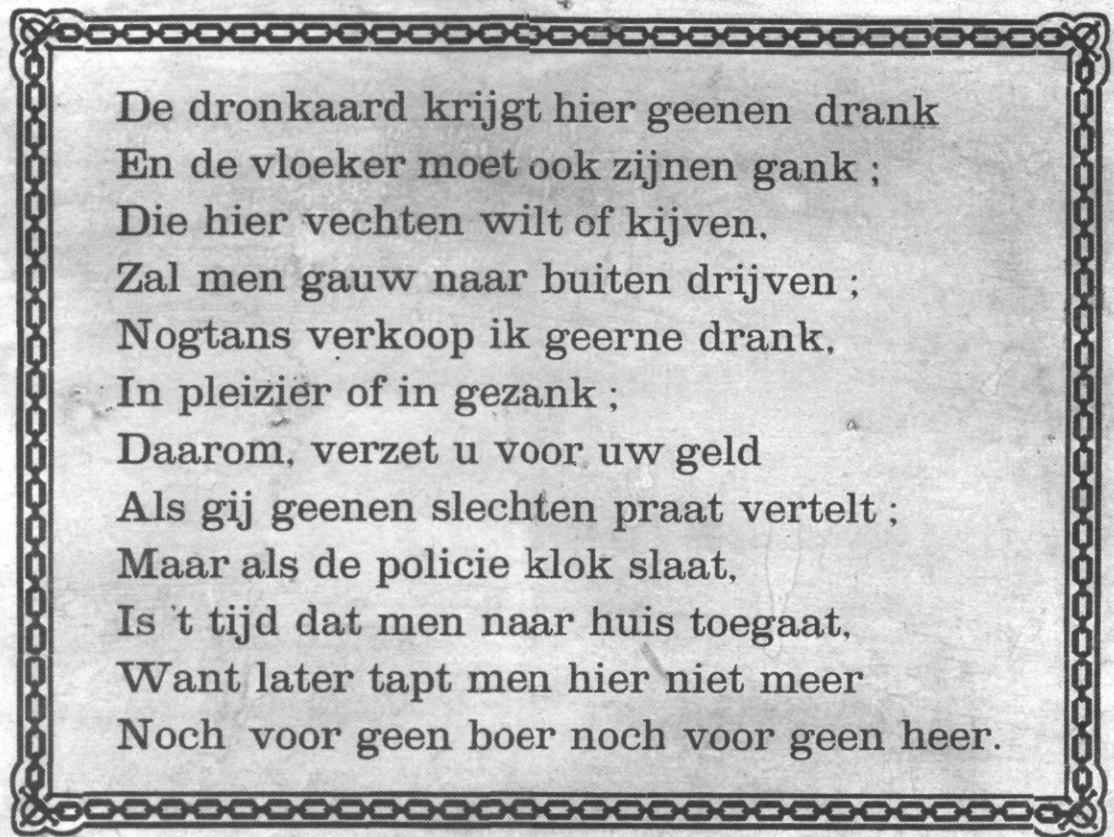 De dronkaard krijgt hier geenen drank
En de vloeker moet ook zijnen gank ;
Die hier vechten wilt of kijven,
Zal men gauw naar buiten drijven ;
Nogtans verkoop ik geerne drank,
In pleizier of in gezank ;
Daarom, verzet u voor uw geld
Als gij geenen slechten praat vertelt ;
Maar als de policie klok slaat,
Is 't tijd dat men naar huis toegaat,
Want later tapt men hier niet meer
Noch voor geen boer noch voor geen heer.